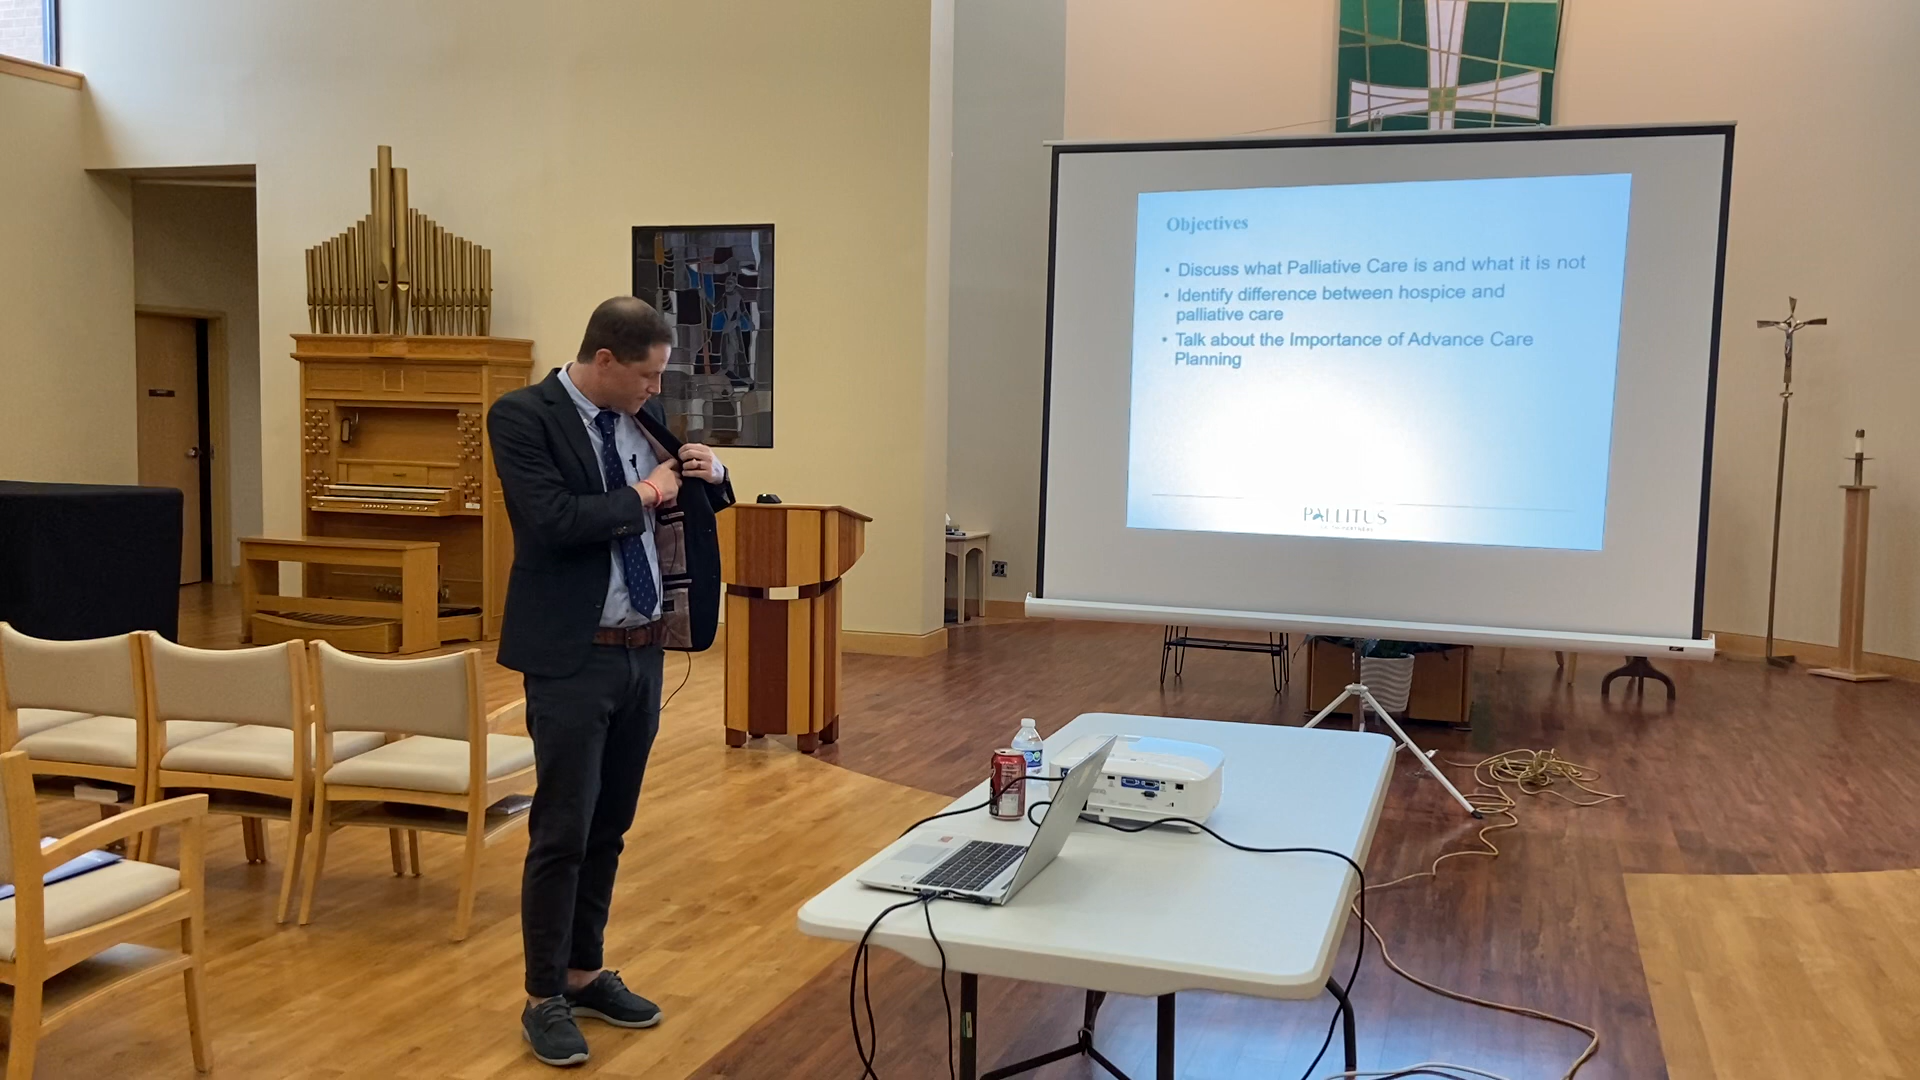 Objectives
• Discuss what Palliative Care is and what it is not
• Identify difference between hospice and
palliative care
• Talk about the Importance of Advance Care
Planning
PALLITUS